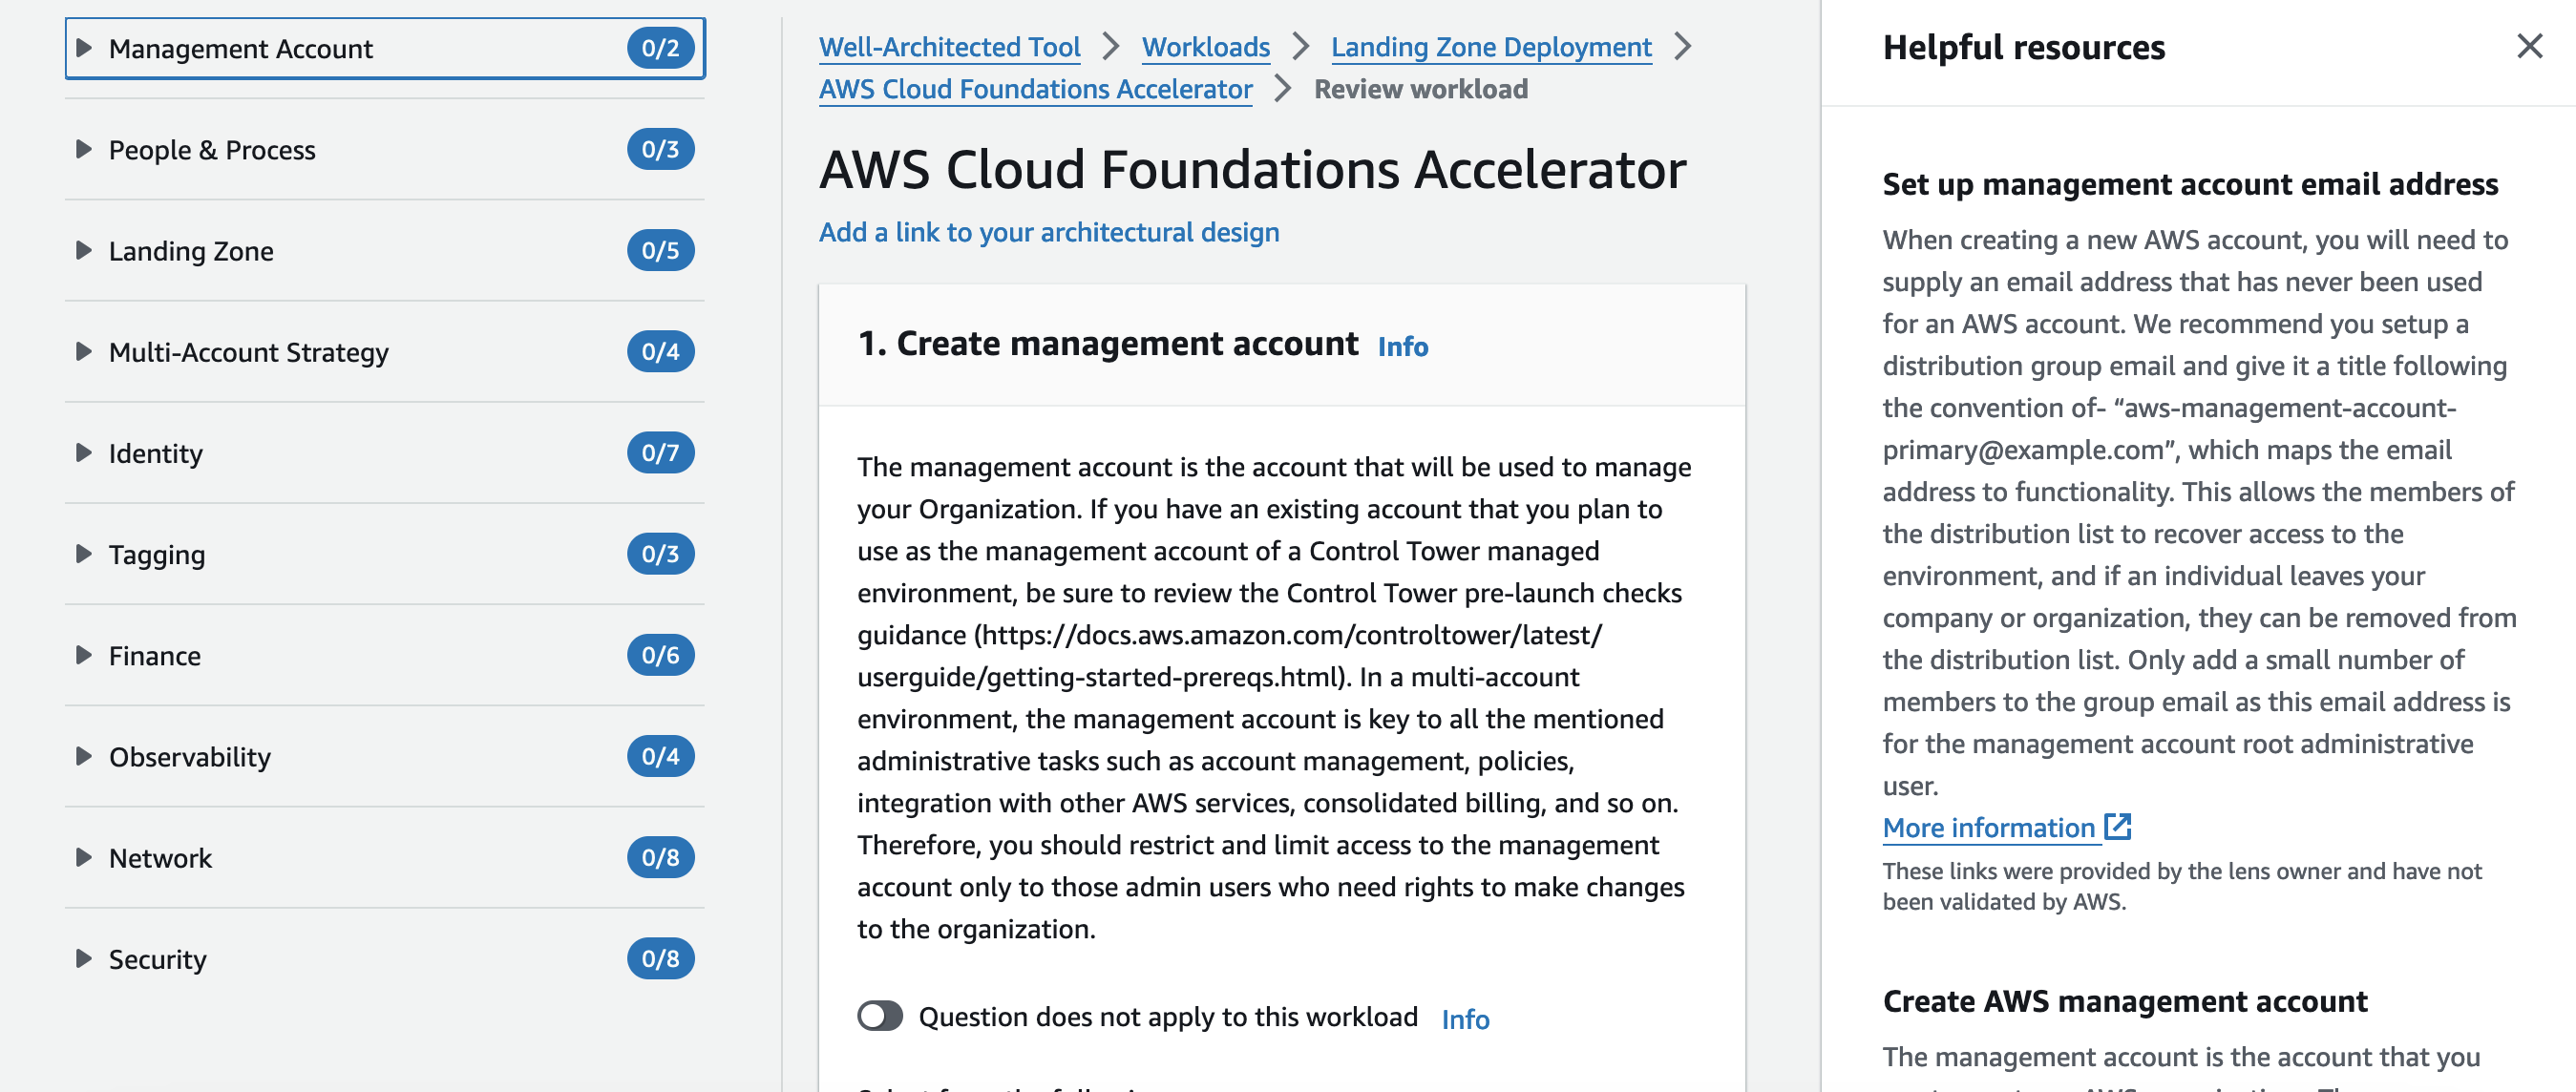 Management Account 0/2
People & Process 0/3
Landing Zone 0/5
Multi-Account Strategy 0/4
Identity 0/7
Tagging 0/3
Finance 0/6
Observability 0/4
Network 0/8
Security 0/8
Well-Architected Tool > Workloads > Landing Zone Deployment >
AWS Cloud Foundations Accelerator > Review workload
AWS Cloud Foundations Accelerator
Add a link to your architectural design
1. Create management account Info
The management account is the account that will be used to manage
your Organization. If you have an existing account that you plan to
use as the management account of a Control Tower managed
environment, be sure to review the Control Tower pre-launch checks
guidance (https://docs.aws.amazon.com/controltower/latest/
userguide/getting-started-prereqs.html). In a multi-account
environment, the management account is key to all the mentioned
administrative tasks such as account management, policies,
integration with other AWS services, consolidated billing, and so on.
Therefore, you should restrict and limit access to the management
account only to those admin users who need rights to make changes
to the organization.
Question does not apply to this workload Info
Helpful resources
Set up management account email address
When creating a new AWS account, you will need to
supply an email address that has never been used
for an AWS account. We recommend you setup a
distribution group email and give it a title following
the convention of- “aws-management-account-
primary@example.com”, which maps the email
address to functionality. This allows the members of
the distribution list to recover access to the
environment, and if an individual leaves your
company or organization, they can be removed from
the distribution list. Only add a small number of
members to the group email as this email address is
for the management account root administrative
user.
More information
These links were provided by the lens owner and have not
been validated by AWS.
Create AWS management account
The management account is the account that you